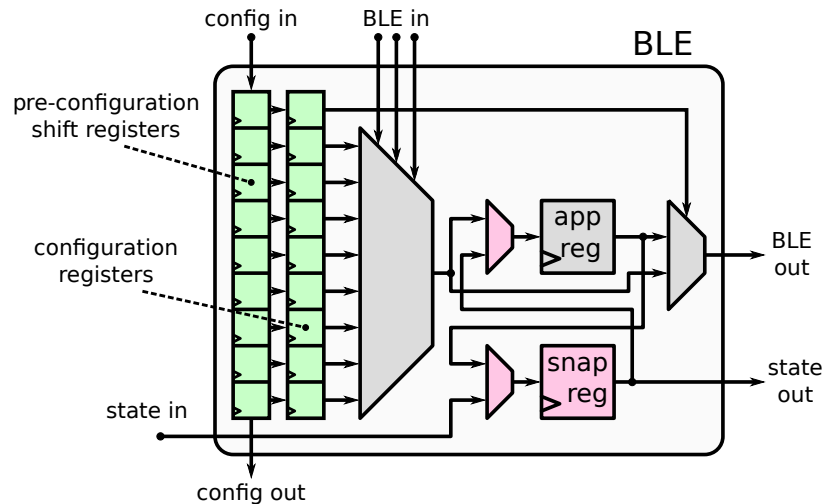 config in
BLE in
BLE
pre-configuration
shift registers
app
reg
configuration
registers
BLE
out
snap
reg
state
out
state in
config out